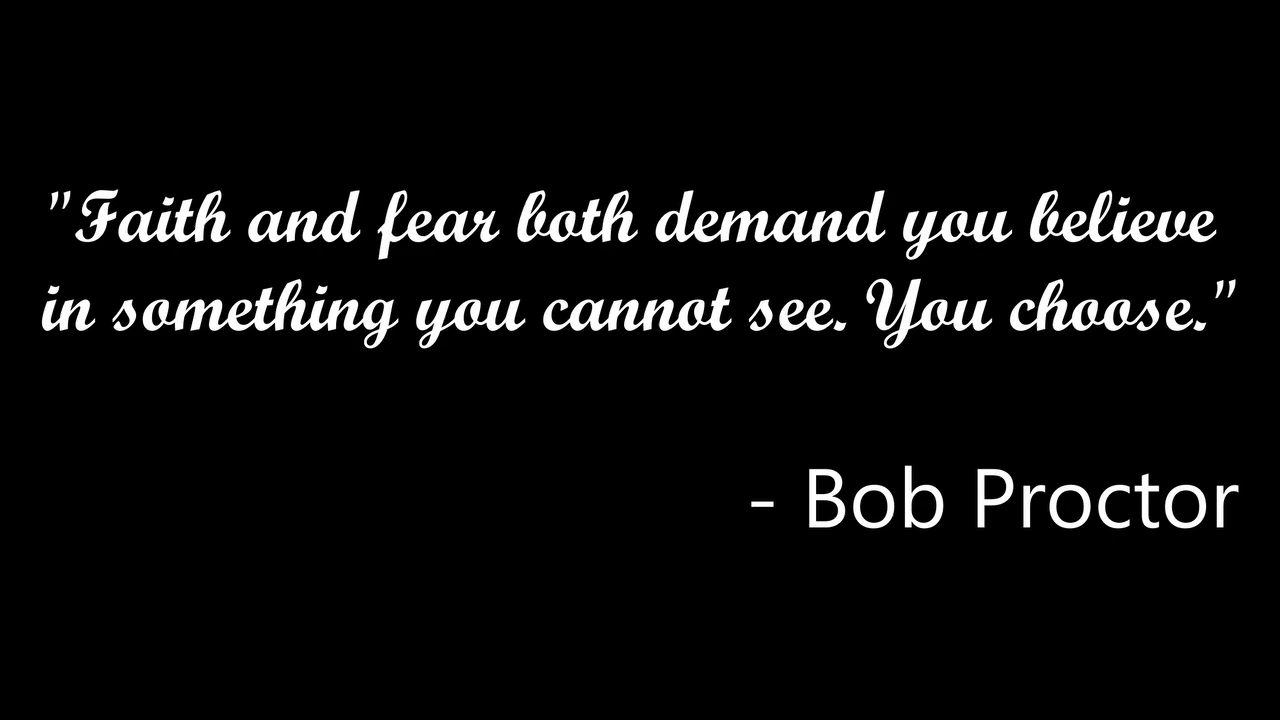 "Faith and fear both demand you believe
in something you cannot see. You choose."
- Bob Proctor